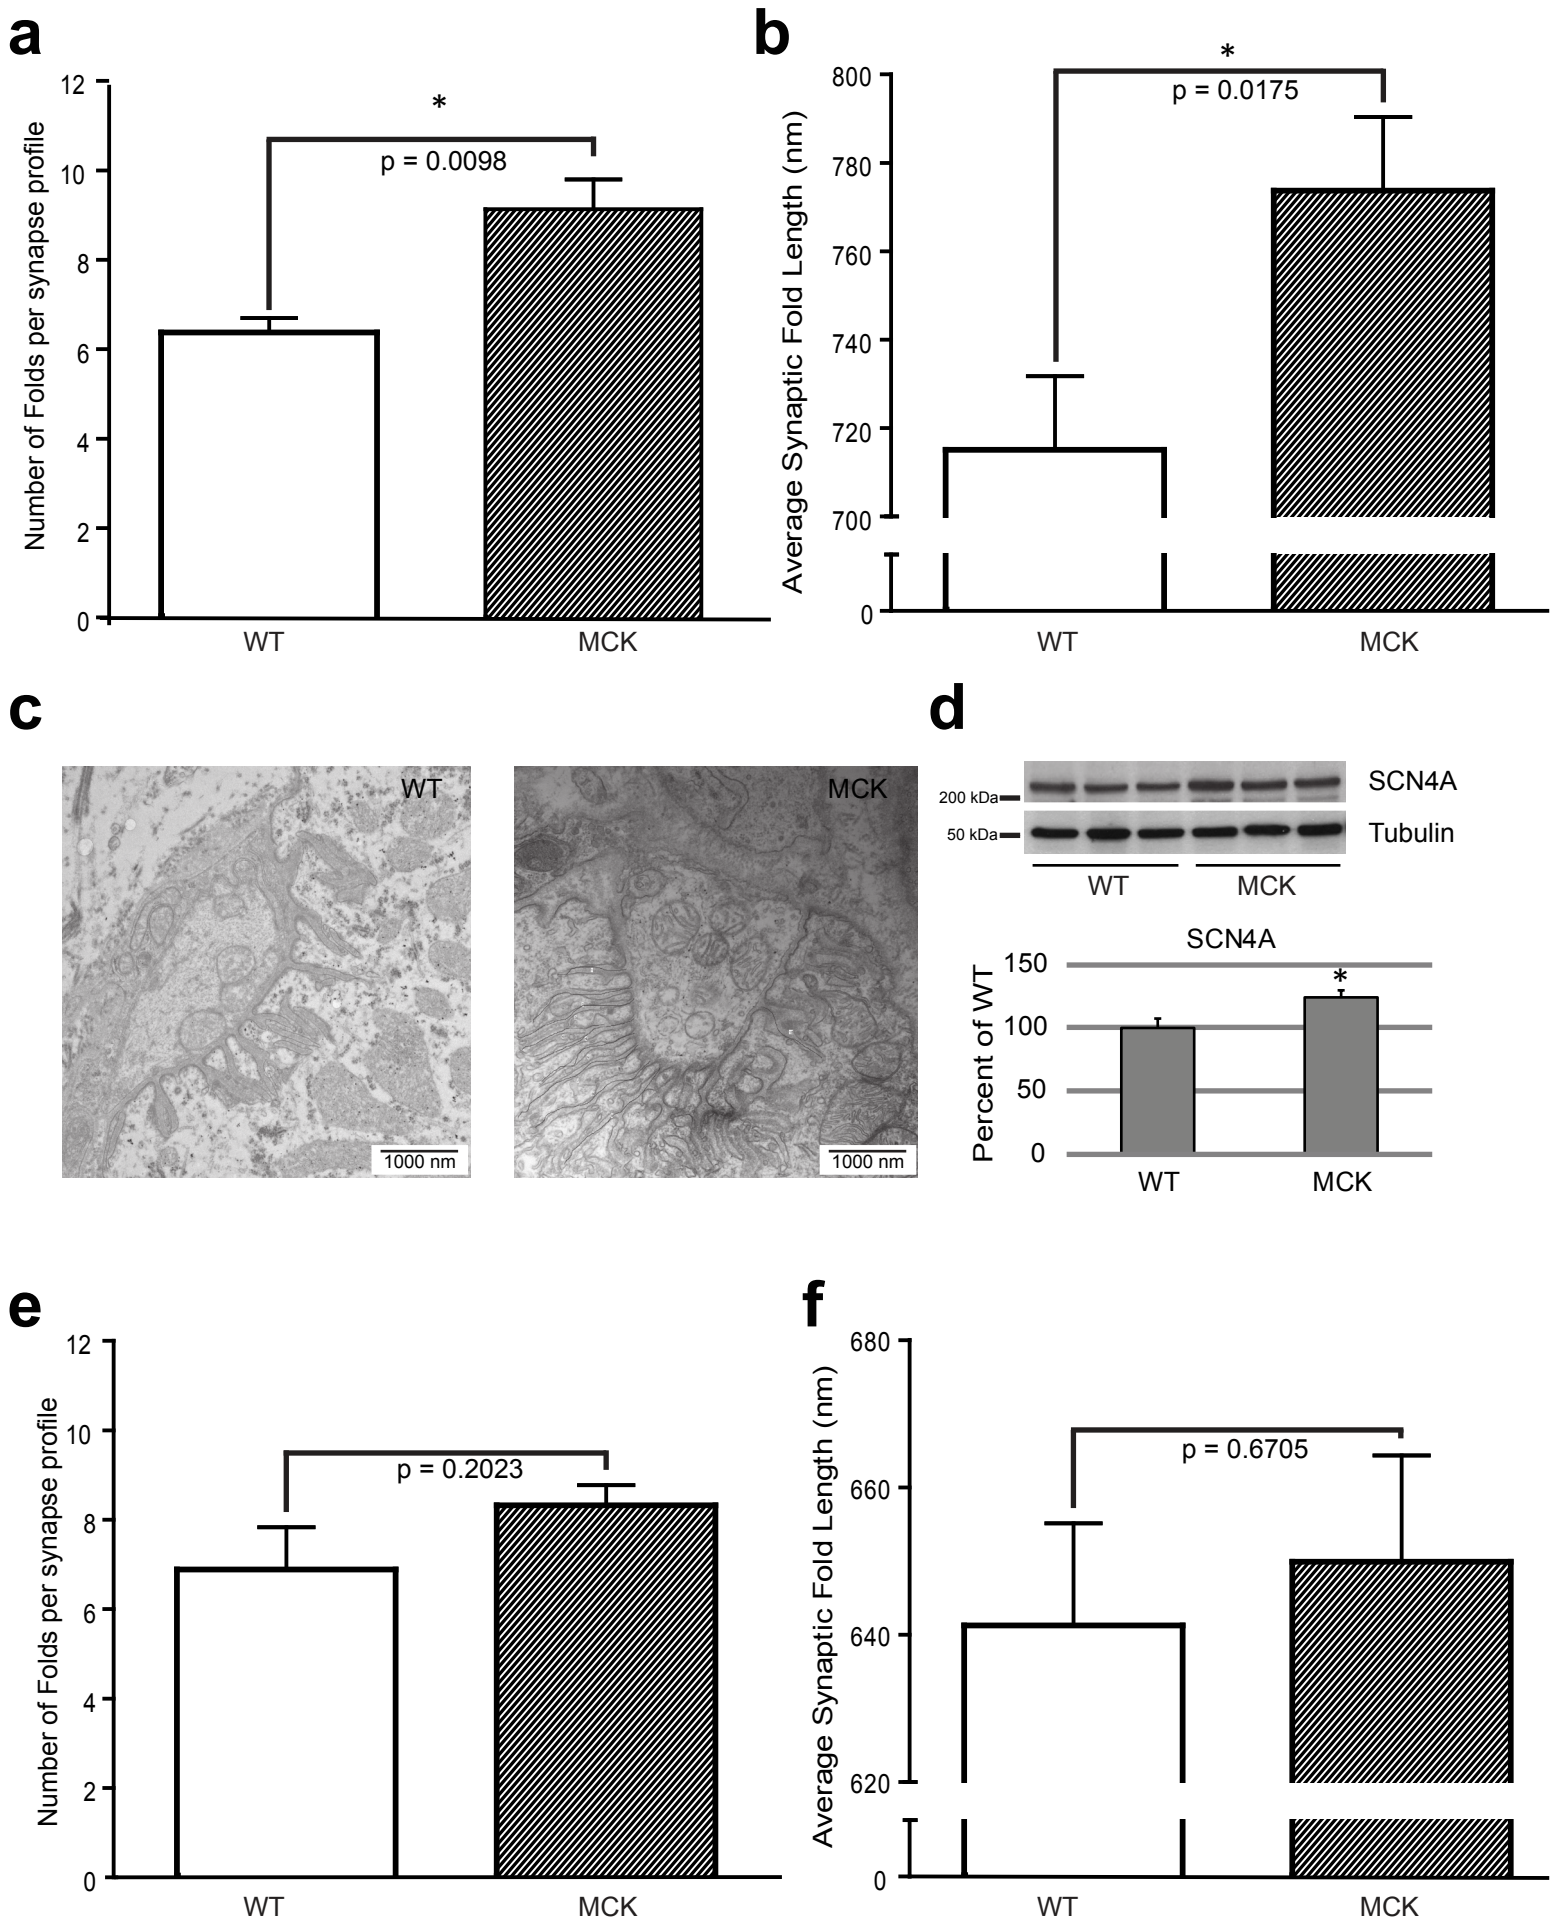 a
12
10
8
6
4
2
0
Number of Folds per synapse profile
*
p = 0.0098
WT
MCK
b
800
780
760
740
720
700
0
Average Synaptic Fold Length (nm)
*
p = 0.0175
WT
MCK
c
WT
1000 nm
MCK
1000 nm
d
200 kDa
SCN4A
50 kDa
Tubulin
WT
MCK
SCN4A
Percent of WT
150
100
50
0
*
WT
MCK
e
12
10
8
6
4
2
0
Number of Folds per synapse profile
p = 0.2023
WT
MCK
f
680
660
640
620
0
Average Synaptic Fold Length (nm)
p = 0.6705
WT
MCK